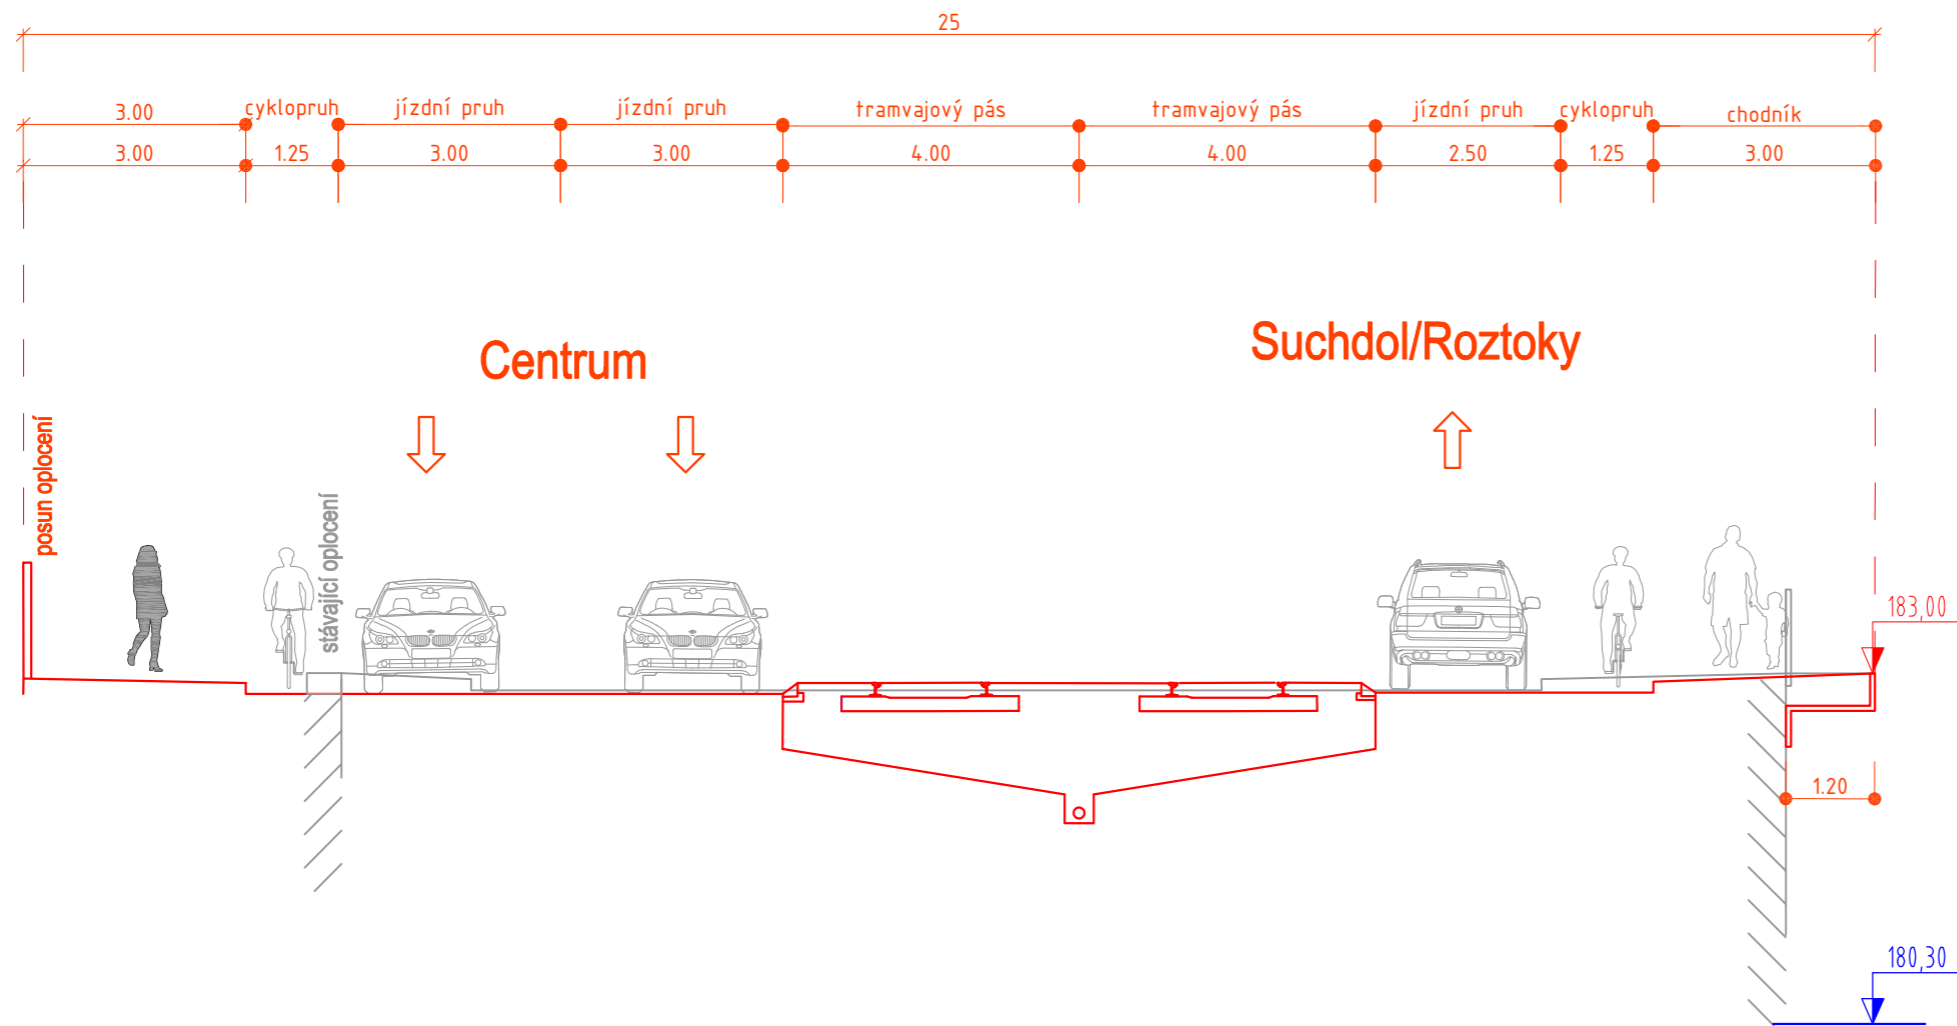 25
3.00 cyklopruh jízdní pruh jízdní pruh tramvajový pás tramvajový pás jízdní pruh cyklopruh chodník
3.00 1.25 3.00 3.00 4.00 4.00 2.50 1.25 3.00
Centrum
Suchdol/Roztoky
posun oplocení
stávající oplocení
183,00
1.20
180,30